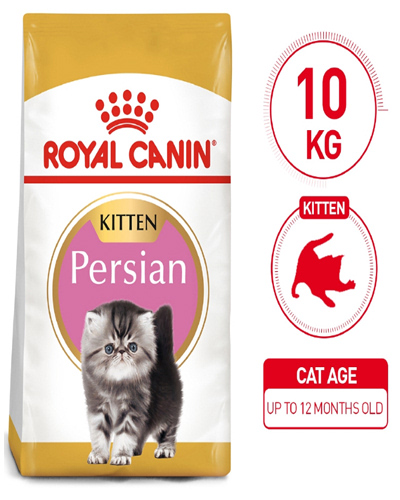 ROYAL CANIN®
KITTEN
Persian
10
KG
KITTEN
CAT AGE
UP TO 12 MONTHS OLD